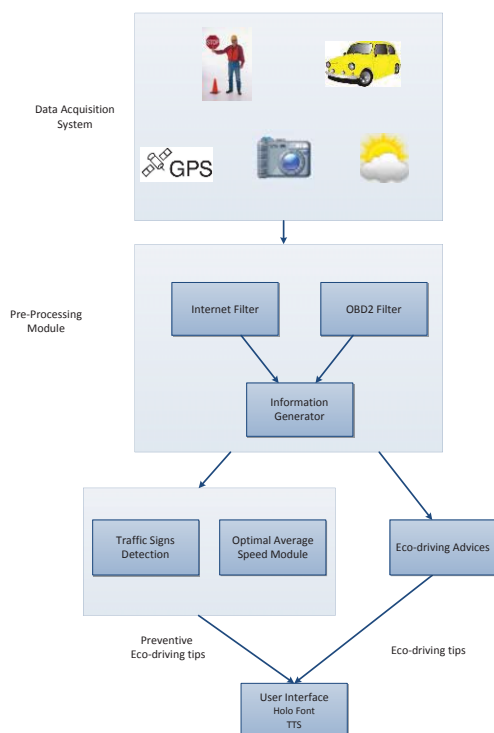 Data Acquisition
System
STOP
GPS
Pre-Processing
Module
Internet Filter
OBD2 Filter
Information
Generator
Traffic Signs
Detection
Optimal Average
Speed Module
Eco-driving Advices
Preventive
Eco-driving tips
Eco-driving tips
User Interface
Holo Font
TTS